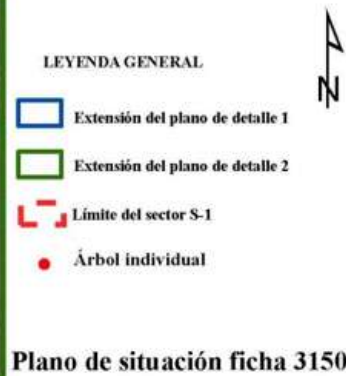 LEYENDA GENERAL
N
Extensión del plano de detalle 1
Extensión del plano de detalle 2
Límite del sector S-1
Árbol individual
Plano de situación ficha 3150